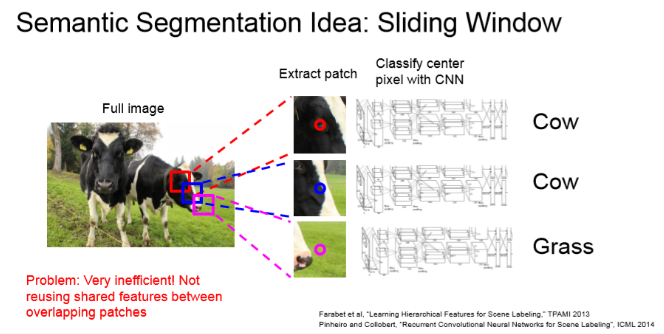 Semantic Segmentation Idea: Sliding Window
Full image
Extract patch
Classify center
pixel with CNN
Cow
Cow
Grass
Problem: Very inefficient! Not
reusing shared features between
overlapping patches
Farabet et al, "Learning Hierarchical Features for Scene Labeling," TPAMI 2013
Pinheiro and Collobert, "Recurrent Convolutional Neural Networks for Scene Labeling", ICML 2014